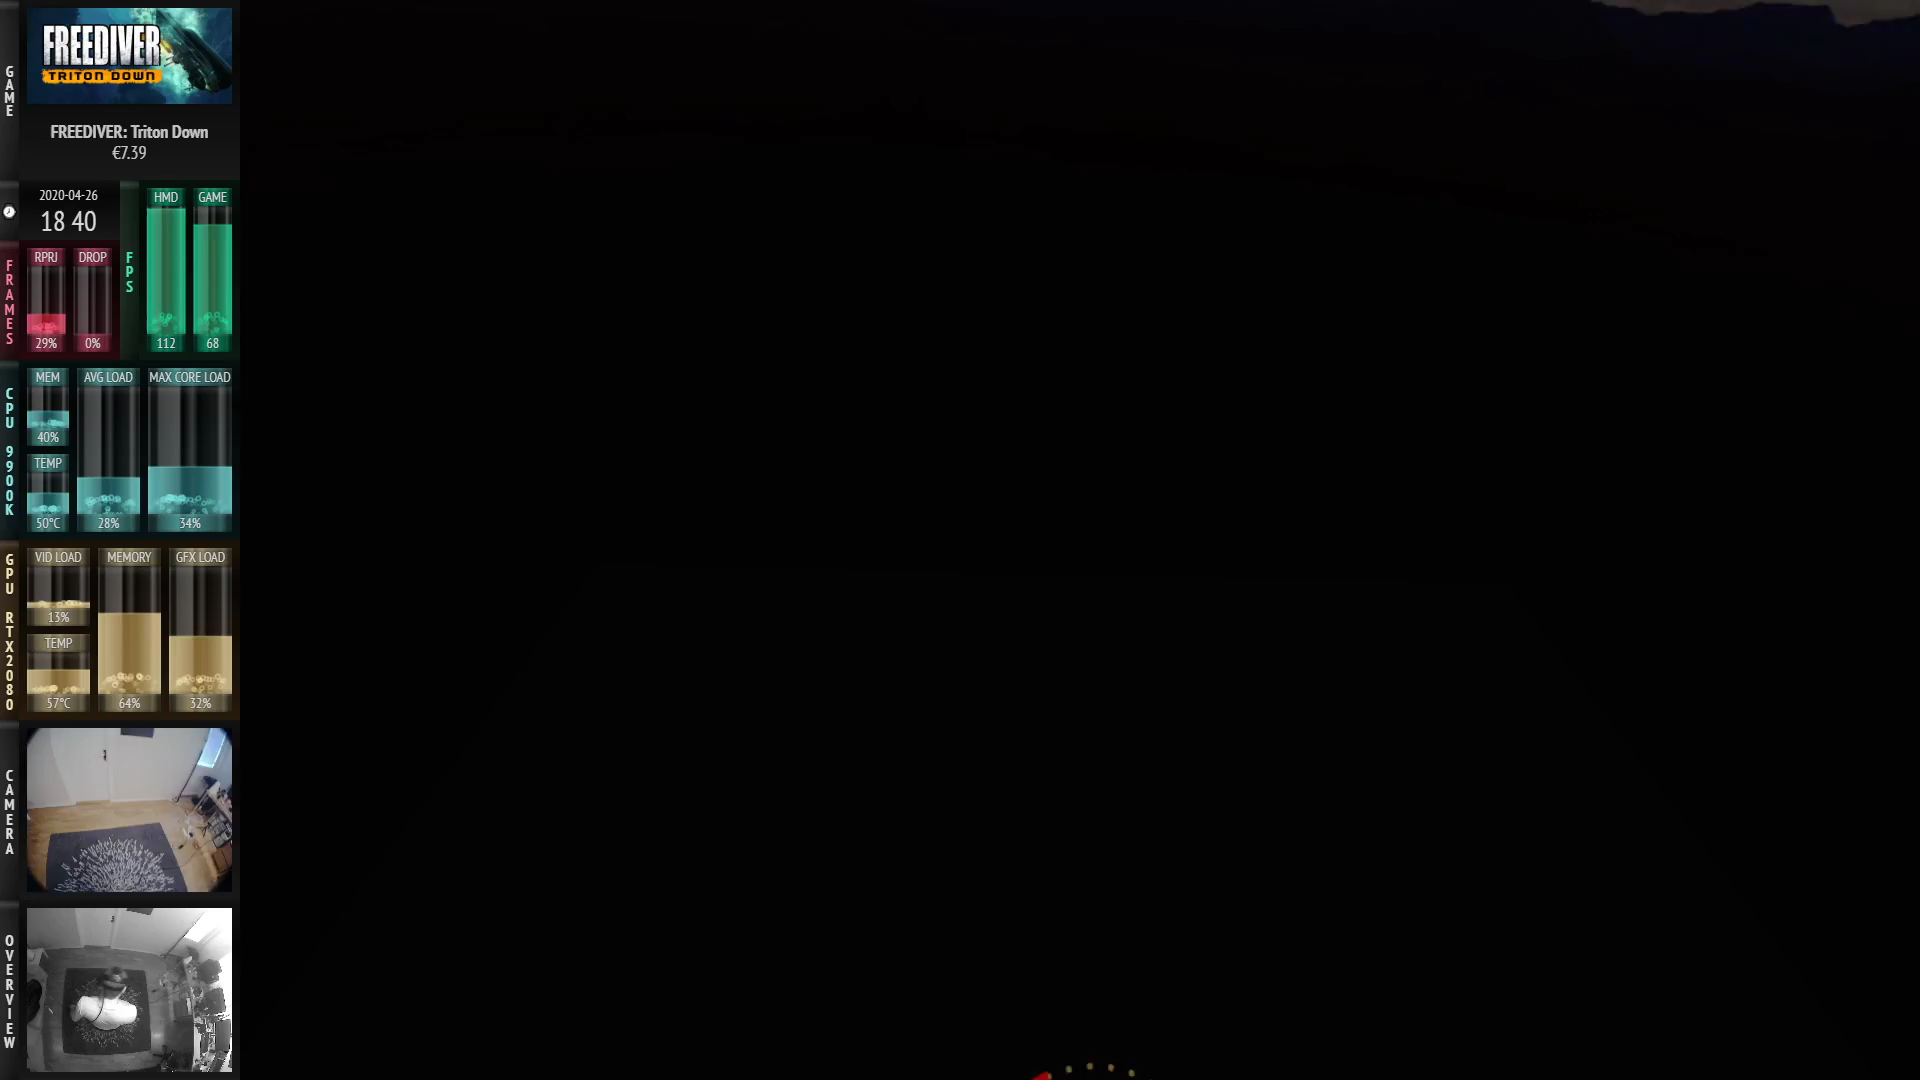 GAME
FREEDIVER
TRITON DOWN
FREEDIVER: Triton Down
€7.39
2020-04-26
18 40
FRAMES
RPRJ
29%
DROP
0%
FPS
HMD
112
GAME
68
CPU 9900K
MEM
40%
TEMP
50°C
AVG LOAD
28%
MAX CORE LOAD
34%
GPU RTX2080
VID LOAD
13%
TEMP
57°C
MEMORY
64%
GFX LOAD
32%
CAMERA
OVERVIEW